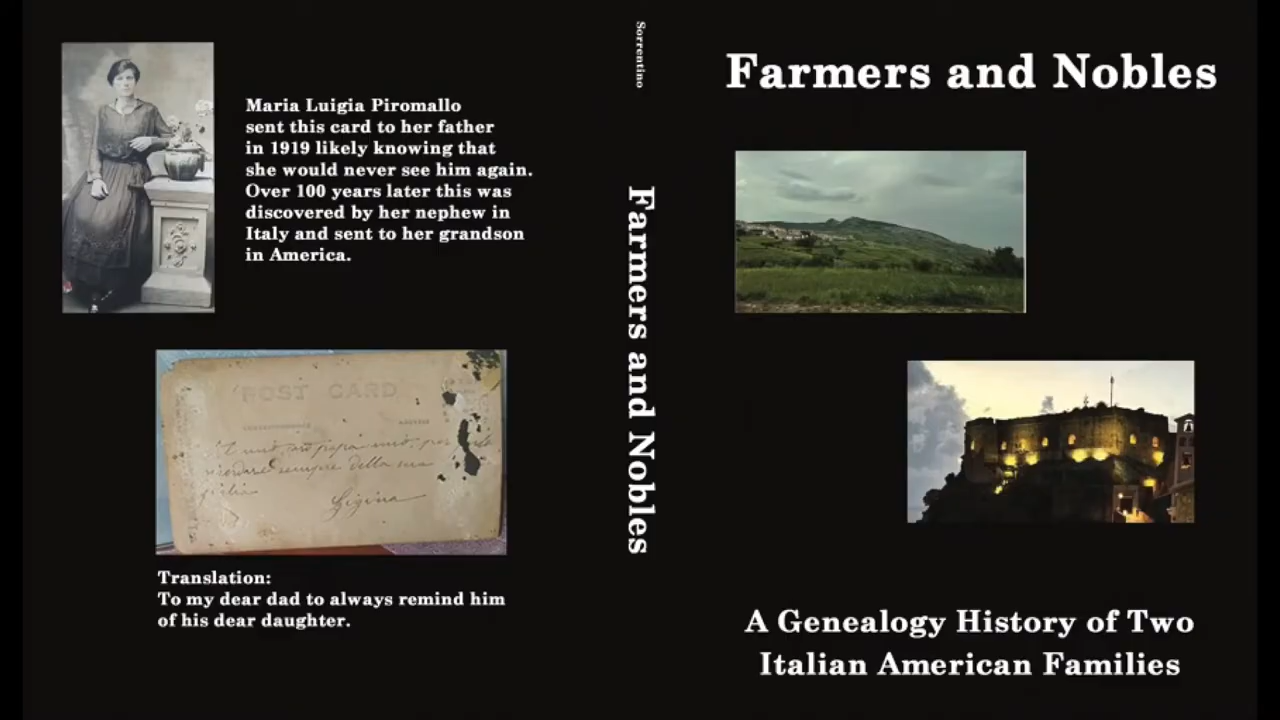 Maria Luigia Piromallo
sent this card to her father
in 1919 likely knowing that
she would never see him again.
Over 100 years later this was
discovered by her nephew in
Italy and sent to her grandson
in America.
POST CARD
sempre della sua
Gigina
Translation:
To my dear dad to always remind him
of his dear daughter.
Sorrentino
Farmers and Nobles
Farmers and Nobles
A Genealogy History of Two
Italian American Families